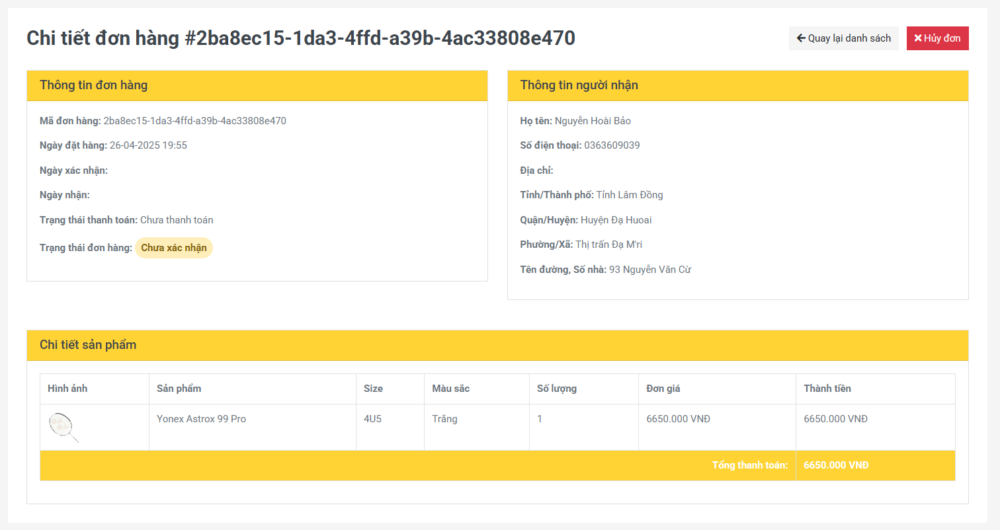 Chi tiết đơn hàng #2ba8ec15-1da3-4ffd-a39b-4ac33808e470
Quay lại danh sách
Hủy đơn
Thông tin đơn hàng
Mã đơn hàng: 2ba8ec15-1da3-4ffd-a39b-4ac33808e470
Ngày đặt hàng: 26-04-2025 19:55
Ngày xác nhận:
Ngày nhận:
Trạng thái thanh toán: Chưa thanh toán
Trạng thái đơn hàng: Chưa xác nhận
Thông tin người nhận
Họ tên: Nguyễn Hoài Bảo
Số điện thoại: 0363609039
Địa chỉ:
Tỉnh/Thành phố: Tỉnh Lâm Đồng
Quận/Huyện: Huyện Đạ Huoai
Phường/Xã: Thị trấn Đạ M'ri
Tên đường, Số nhà: 93 Nguyễn Văn Cừ
Chi tiết sản phẩm
Hình ảnh Sản phẩm Size Màu sắc Số lượng Đơn giá Thành tiền
Yonex Astrox 99 Pro 4U5 Trắng 1 6650.000 VNĐ 6650.000 VNĐ
Tổng thanh toán: 6650.000 VNĐ